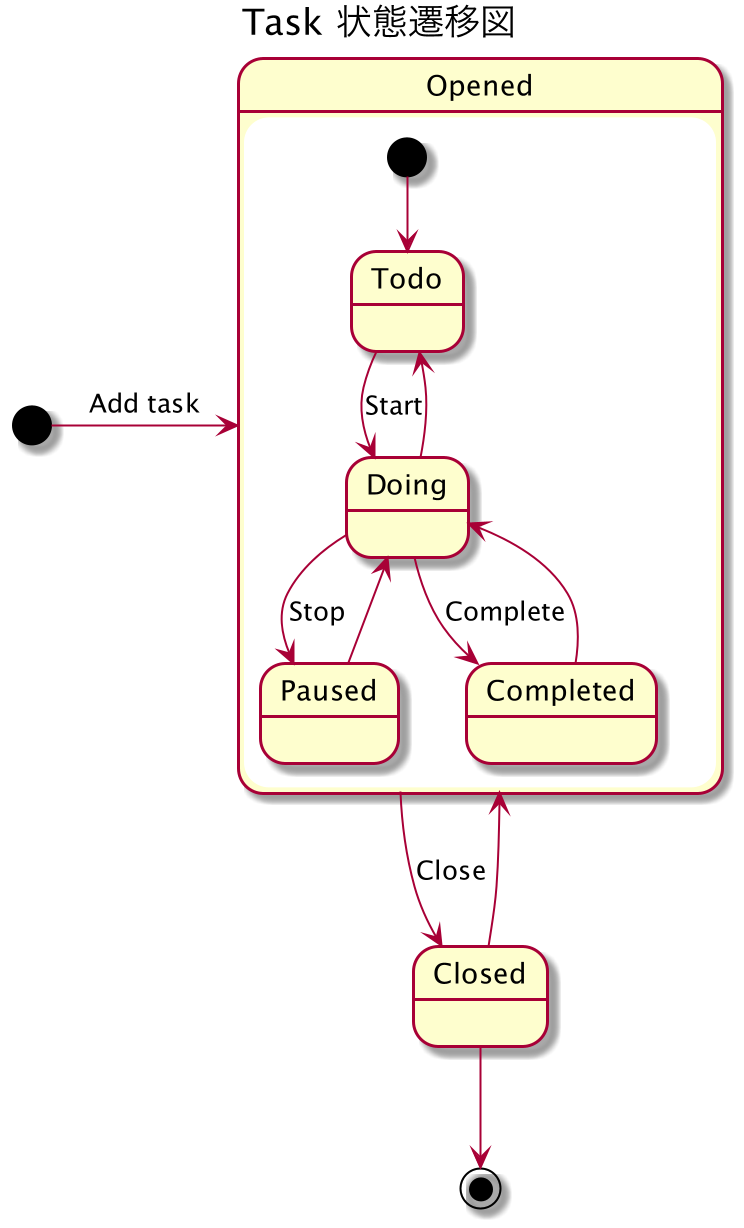 Task 状態遷移図
Opened
Todo
Add task
Start
Doing
Stop
Complete
Paused
Completed
Close
Closed